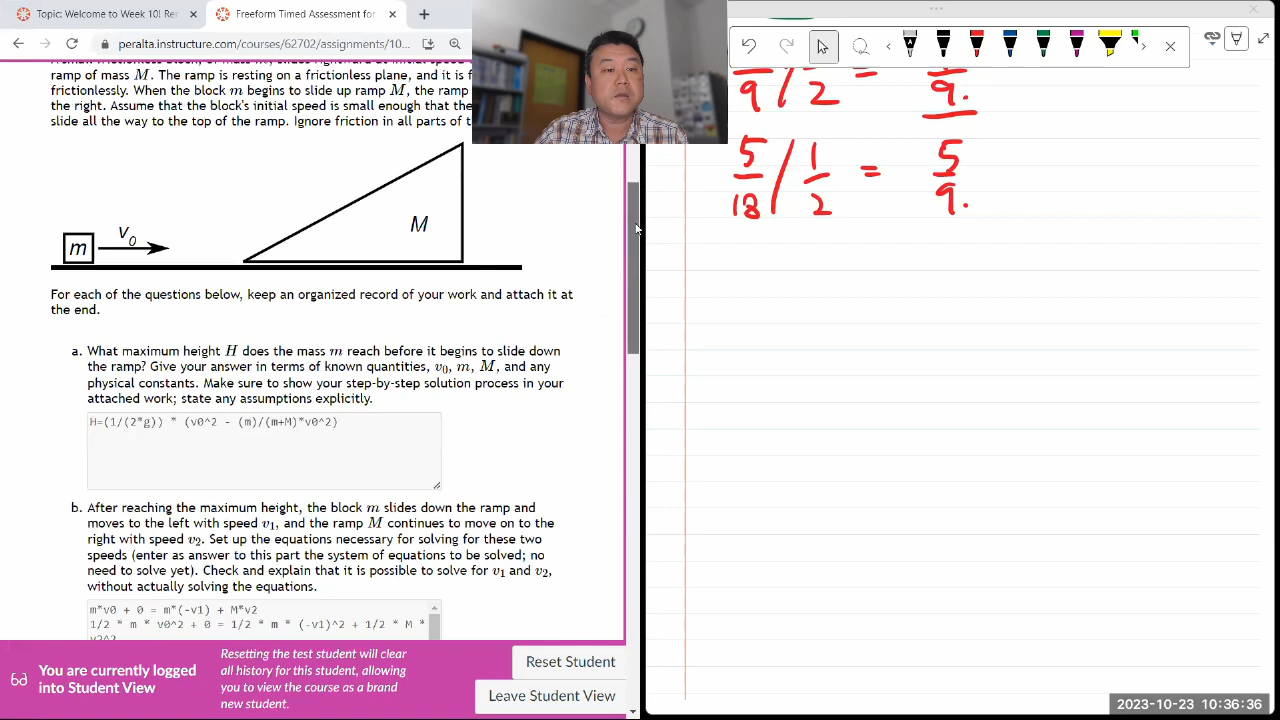 Topic: Welcome to Week 10! Rer
Freeform Timed Assessment for
peralta.instructure.com/courses/62702/assignments/10...
ramp of mass M. The ramp is resting on a frictionless plane, and it is f
frictionlessly. When the block m begins to slide up ramp M, the ramp
the right. Assume that the block's initial speed is small enough that the
slide all the way to the top of the ramp. Ignore friction in all parts of t
m
v0
M
For each of the questions below, keep an organized record of your work and attach it at
the end.
a. What maximum height H does the mass m reach before it begins to slide down
the ramp? Give your answer in terms of known quantities, v0, m, M, and any
physical constants. Make sure to show your step-by-step solution process in your
attached work; state any assumptions explicitly.
H=(1/(2*g)) * (v0^2 - (m)/(m+M)*v0^2)
b. After reaching the maximum height, the block m slides down the ramp and
moves to the left with speed v1, and the ramp M continues to move on to the
right with speed v2. Set up the equations necessary for solving for these two
speeds (enter as answer to this part the system of equations to be solved; no
need to solve yet). Check and explain that it is possible to solve for v1 and v2,
without actually solving the equations.
m*v0 + 0 = m*(-v1) + M*v2
1/2 * m * v0^2 + 0 = 1/2 * m * (-v1)^2 + 1/2 * M *
v2^2
You are currently logged
into Student View
Resetting the test student will clear
all history for this student, allowing
you to view the course as a brand
new student.
Reset Student
Leave Student View
9 / 2 = 9.
5/18 / 1/2 = 5/9.
2023-10-23 10:36:36